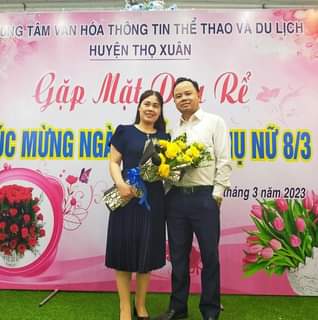 TÂM VĂN HÓA THÔNG TIN THỂ THAO VÀ DU LỊCH
HUYỆN THỌ XUÂN
Gặp Mặt Rể
MỪNG NỮ 8/3
tháng 3 năm 2023